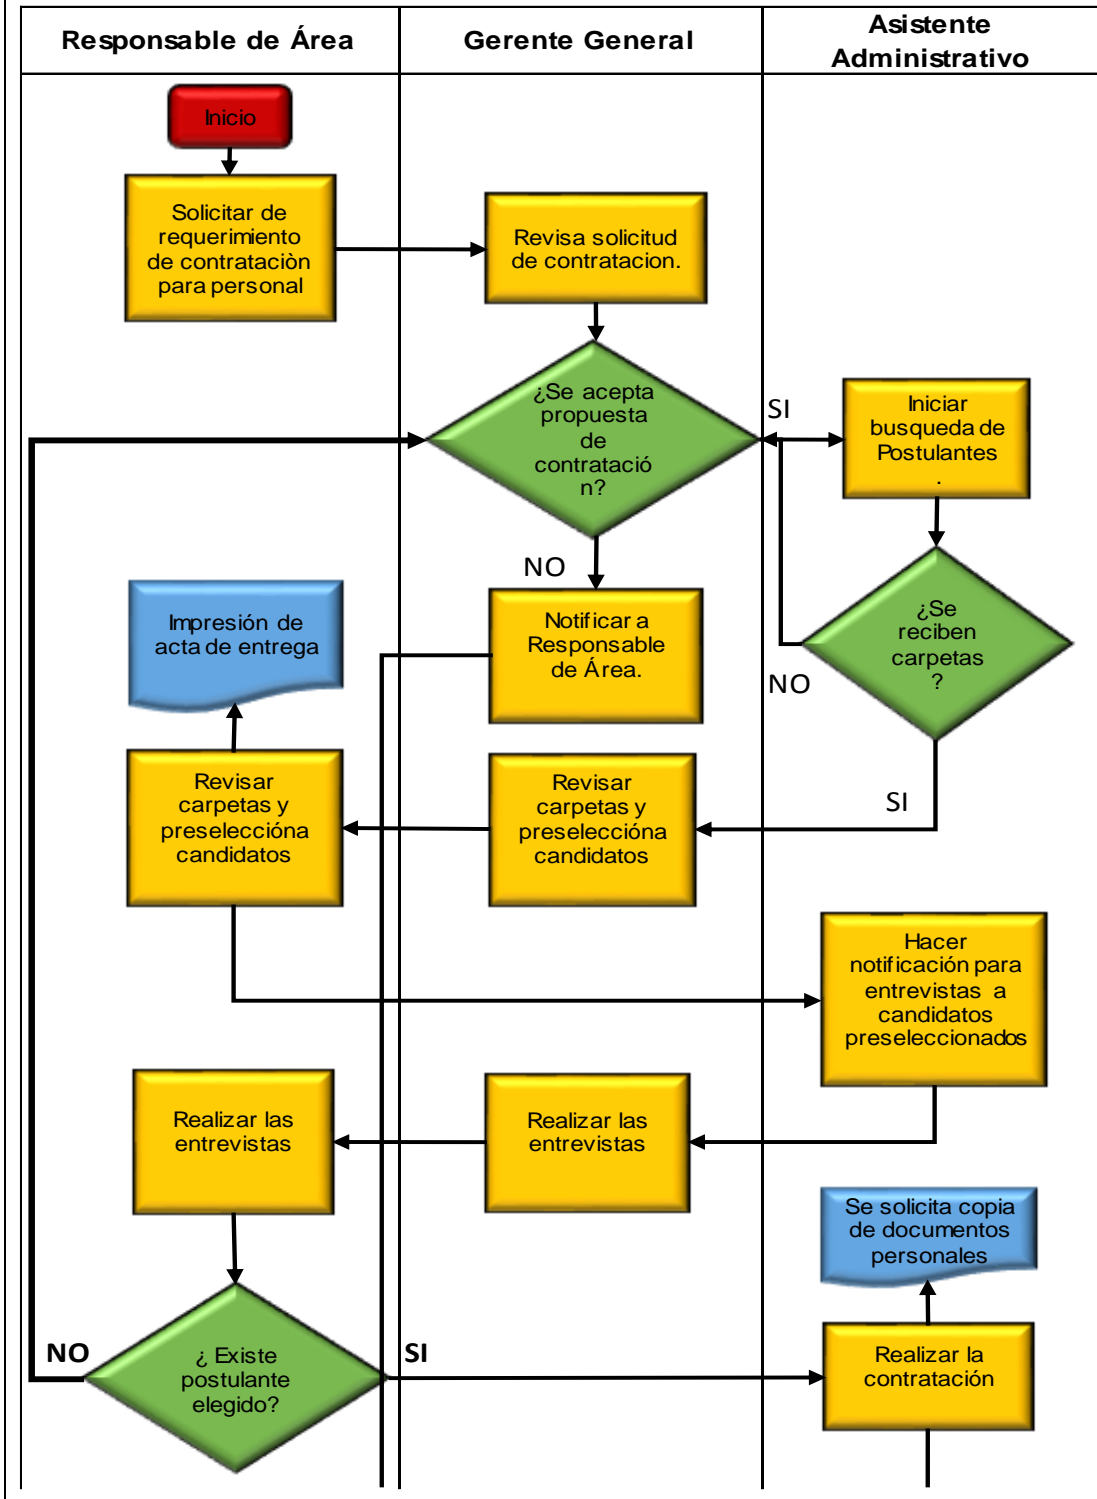 Responsable de Área
Gerente General
Asistente
Administrativo
Inicio
Solicitar de
requerimiento
de contrataciòn
para personal
Revisa solicitud
de contratacion.
¿Se acepta
propuesta
de
contratació
n?
SI
Iniciar
busqueda de
Postulantes
.
NO
Impresión de
acta de entrega
Notificar a
Responsable
de Área.
¿Se
reciben
carpetas
?
NO
SI
Revisar
carpetas y
preseleccióna
candidatos
Revisar
carpetas y
preseleccióna
candidatos
Hacer
notificación para
entrevistas a
candidatos
preseleccionados
Realizar las
entrevistas
Realizar las
entrevistas
Se solicita copia
de documentos
personales
NO
¿ Existe
postulante
elegido?
SI
Realizar la
contratación